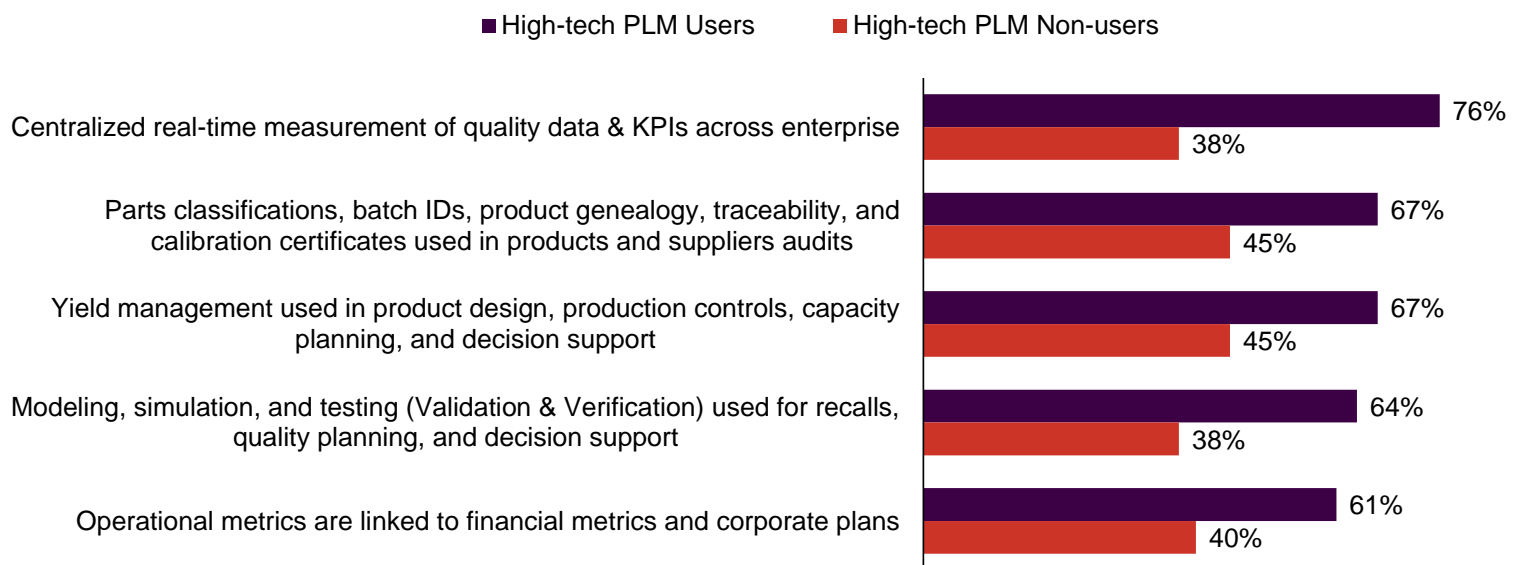 High-tech PLM Users
High-tech PLM Non-users
Centralized real-time measurement of quality data & KPIs across enterprise
76%
38%
Parts classifications, batch IDs, product genealogy, traceability, and
calibration certificates used in products and suppliers audits
67%
45%
Yield management used in product design, production controls, capacity
planning, and decision support
67%
45%
Modeling, simulation, and testing (Validation & Verification) used for recalls,
quality planning, and decision support
64%
38%
Operational metrics are linked to financial metrics and corporate plans
61%
40%